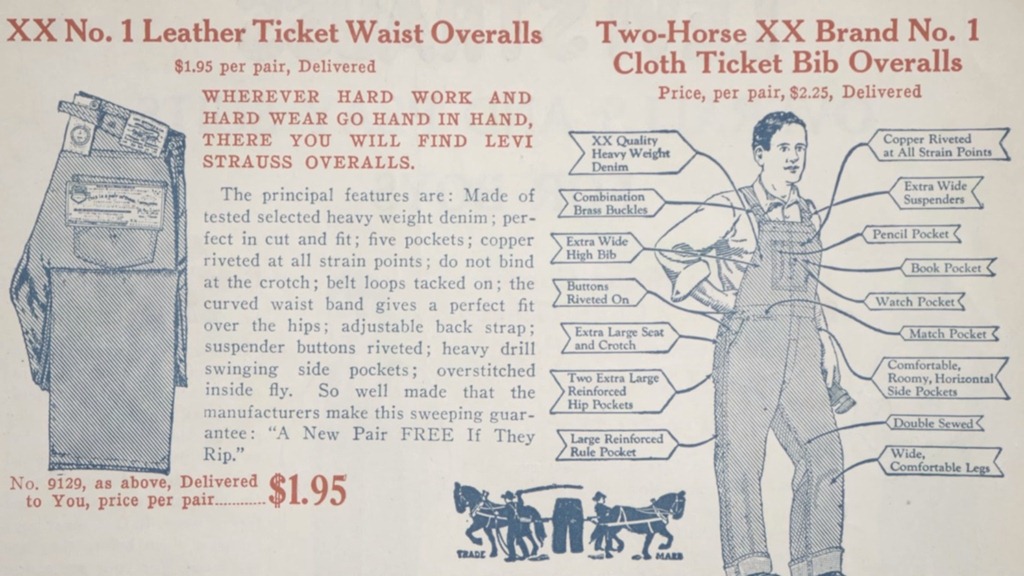 XX No. 1 Leather Ticket Waist Overalls
$1.95 per pair, Delivered
WHEREVER HARD WORK AND
HARD WEAR GO HAND IN HAND,
THERE YOU WILL FIND LEVI
STRAUSS OVERALLS.
The principal features are: Made of
tested selected heavy weight denim; per-
fect in cut and fit; five pockets; copper
riveted at all strain points; do not bind
at the crotch; belt loops tacked on; the
curved waist band gives a perfect fit
over the hips; adjustable back strap;
suspender buttons riveted; heavy drill
swinging side pockets; overstitched
inside fly. So well made that the
manufacturers make this sweeping guar-
antee: "A New Pair FREE If They
Rip."
No. 9129, as above, Delivered
to You, price per pair............$1.95
Two-Horse XX Brand No. 1
Cloth Ticket Bib Overalls
Price, per pair, $2.25, Delivered
XX Quality
Heavy Weight
Denim
Combination
Brass Buckles
Extra Wide
High Bib
Buttons
Riveted On
Extra Large Seat
and Crotch
Two Extra Large
Reinforced
Hip Pockets
Large Reinforced
Rule Pocket
Copper Riveted
at All Strain Points
Extra Wide
Suspenders
Pencil Pocket
Book Pocket
Watch Pocket
Match Pocket
Comfortable,
Roomy, Horizontal
Side Pockets
Double Sewed
Wide,
Comfortable Legs
TRADE MARK